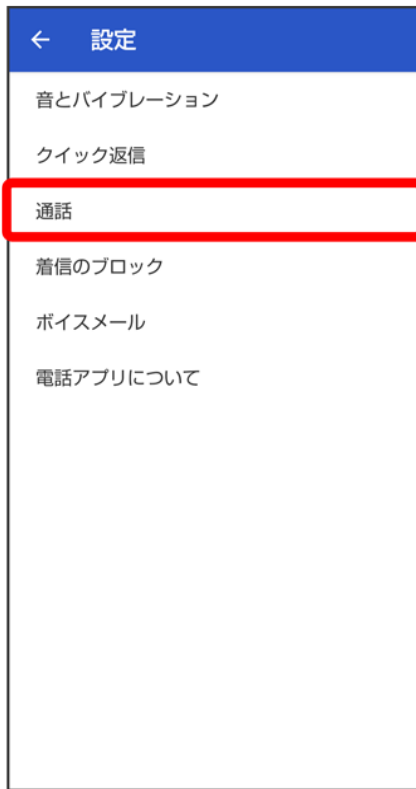 設定
音とバイブレーション
クイック返信
通話
着信のブロック
ボイスメール
電話アプリについて